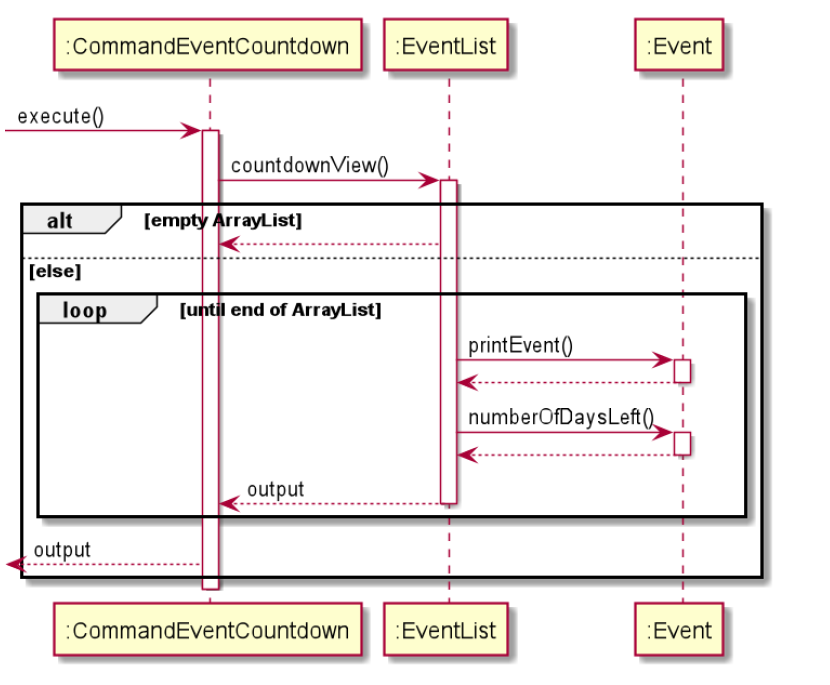 :CommandEventCountdown :EventList :Event
execute()
countdownView()
alt [empty ArrayList]
[else]
loop [until end of ArrayList]
printEvent()
numberOfDaysLeft()
output
output
:CommandEventCountdown :EventList :Event